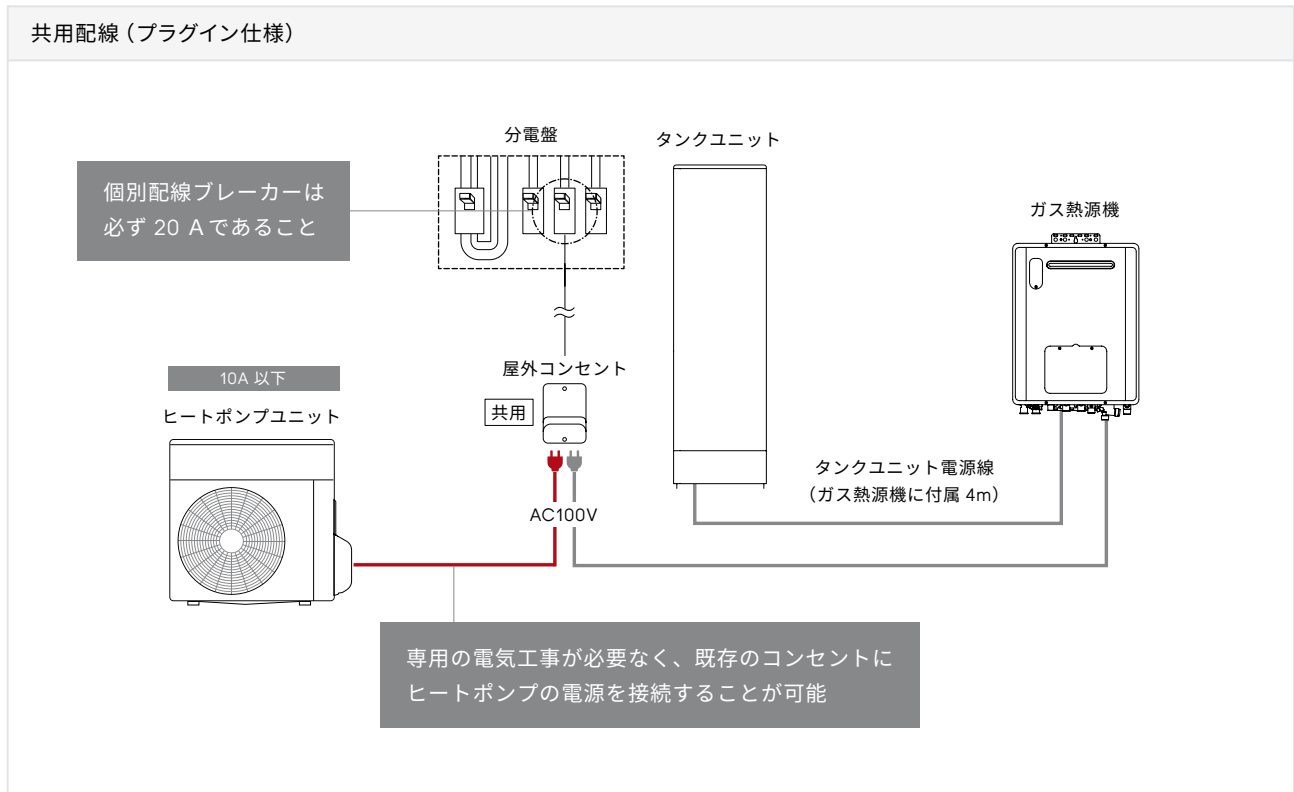 共用配線（プラグイン仕様）
分電盤
タンクユニット
個別配線ブレーカーは
必ず 20 Aであること
ガス熱源機
屋外コンセント
10A 以下
共用
ヒートポンプユニット
タンクユニット電源線
（ガス熱源機に付属 4m）
AC100V
専用の電気工事が必要なく、既存のコンセントに
ヒートポンプの電源を接続することが可能